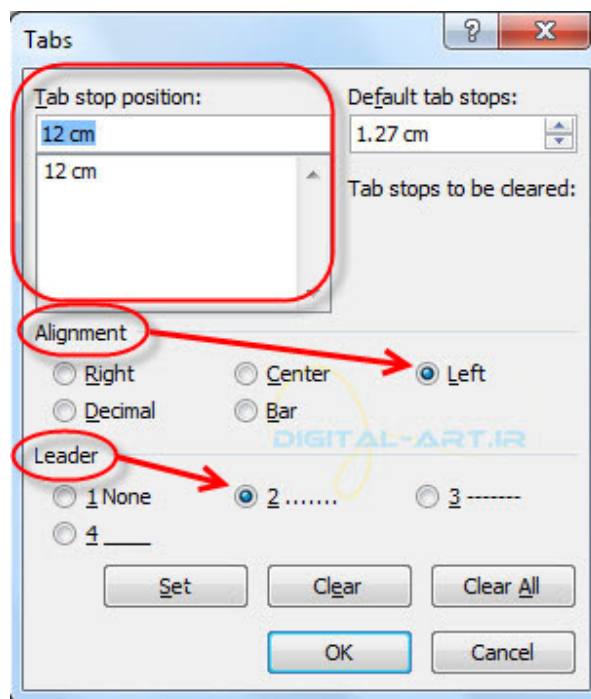 Tabs
Tab stop position:
Default tab stops:
12 cm
1.27 cm
12 cm
Tab stops to be cleared:
Alignment
Right
Center
Left
Decimal
Bar
DIGITAL-ART.IR
Leader
1 None
2 .......
3 -------
4 ____
Set
Clear
Clear All
OK
Cancel